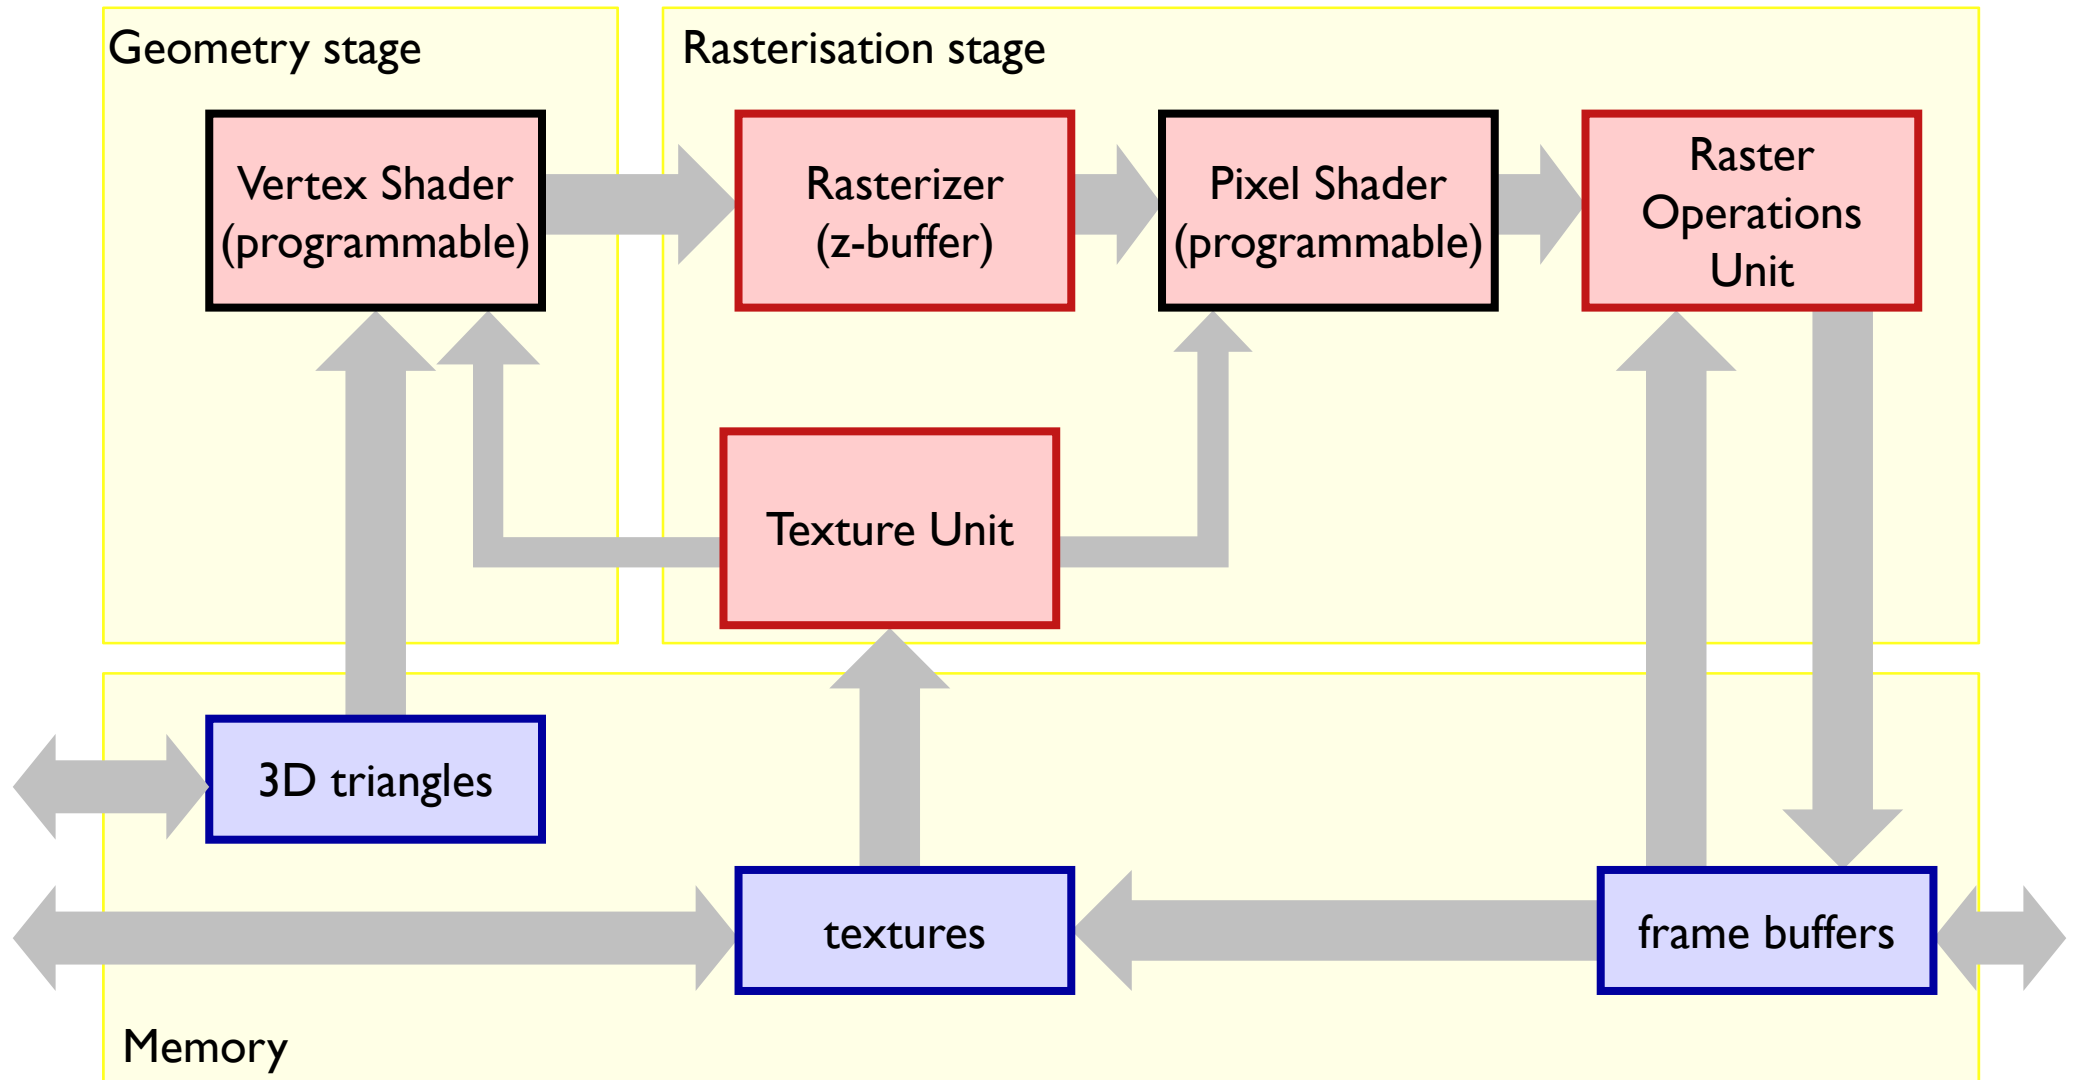 Geometry stage
Rasterisation stage
Vertex Shader
(programmable)
Rasterizer
(z-buffer)
Pixel Shader
(programmable)
Raster
Operations
Unit
Texture Unit
3D triangles
textures
frame buffers
Memory